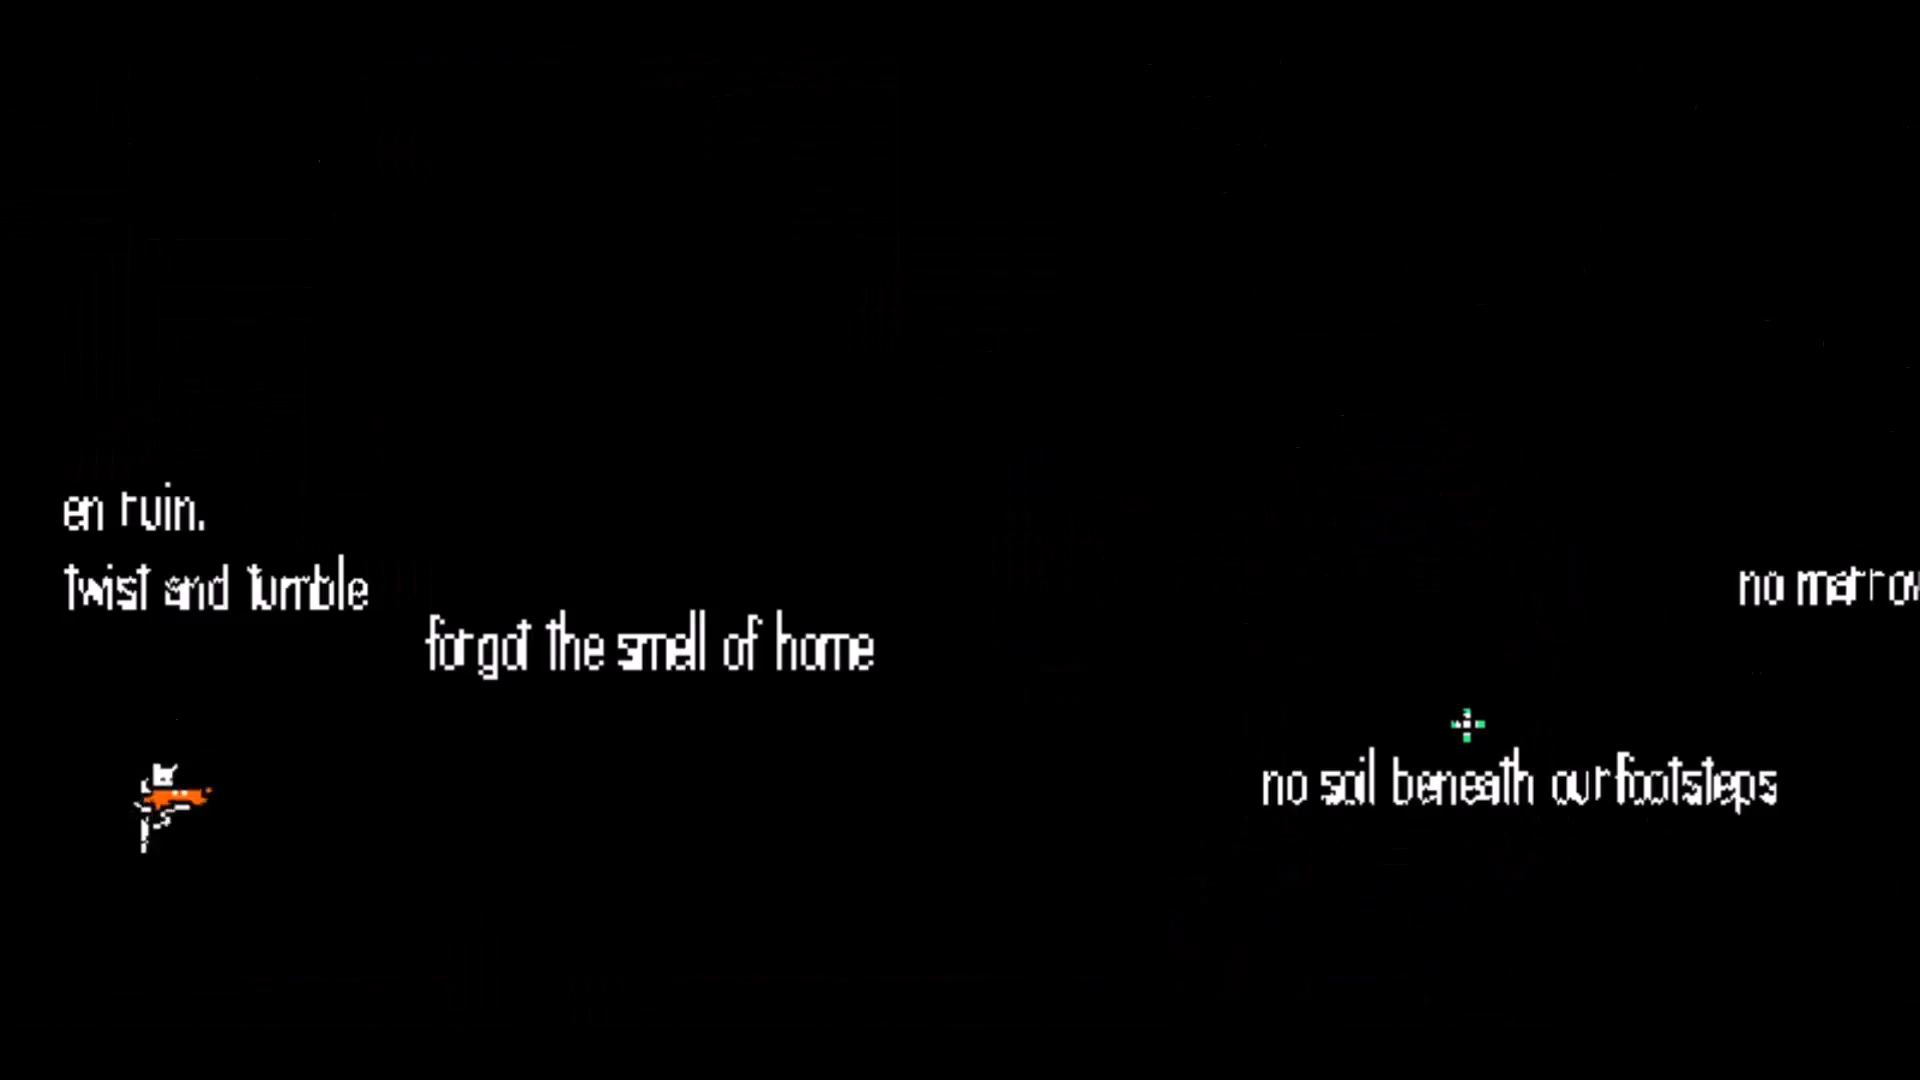 en ruin.
twist and tumble
forgot the smell of home
no marrow
no soil beneath our footsteps